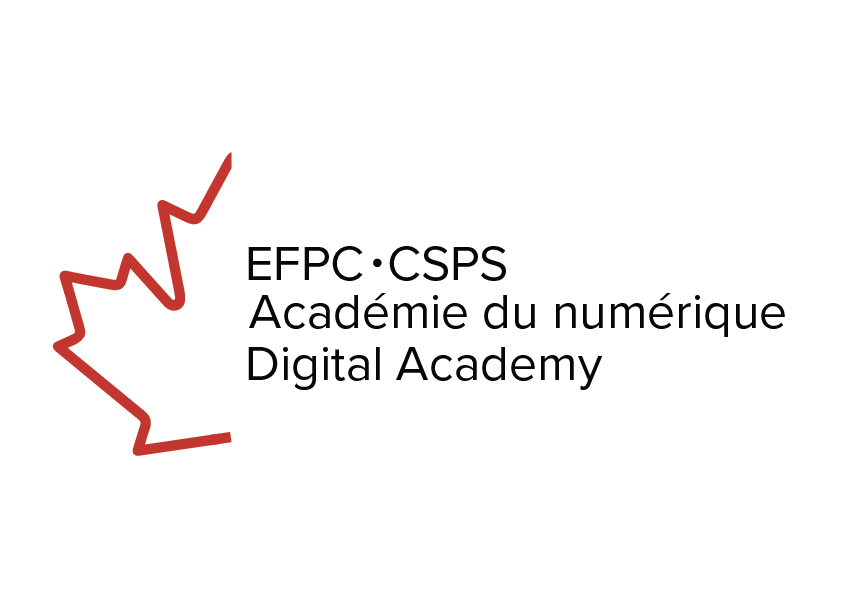 EFPC • CSPS
Académie du numérique
Digital Academy